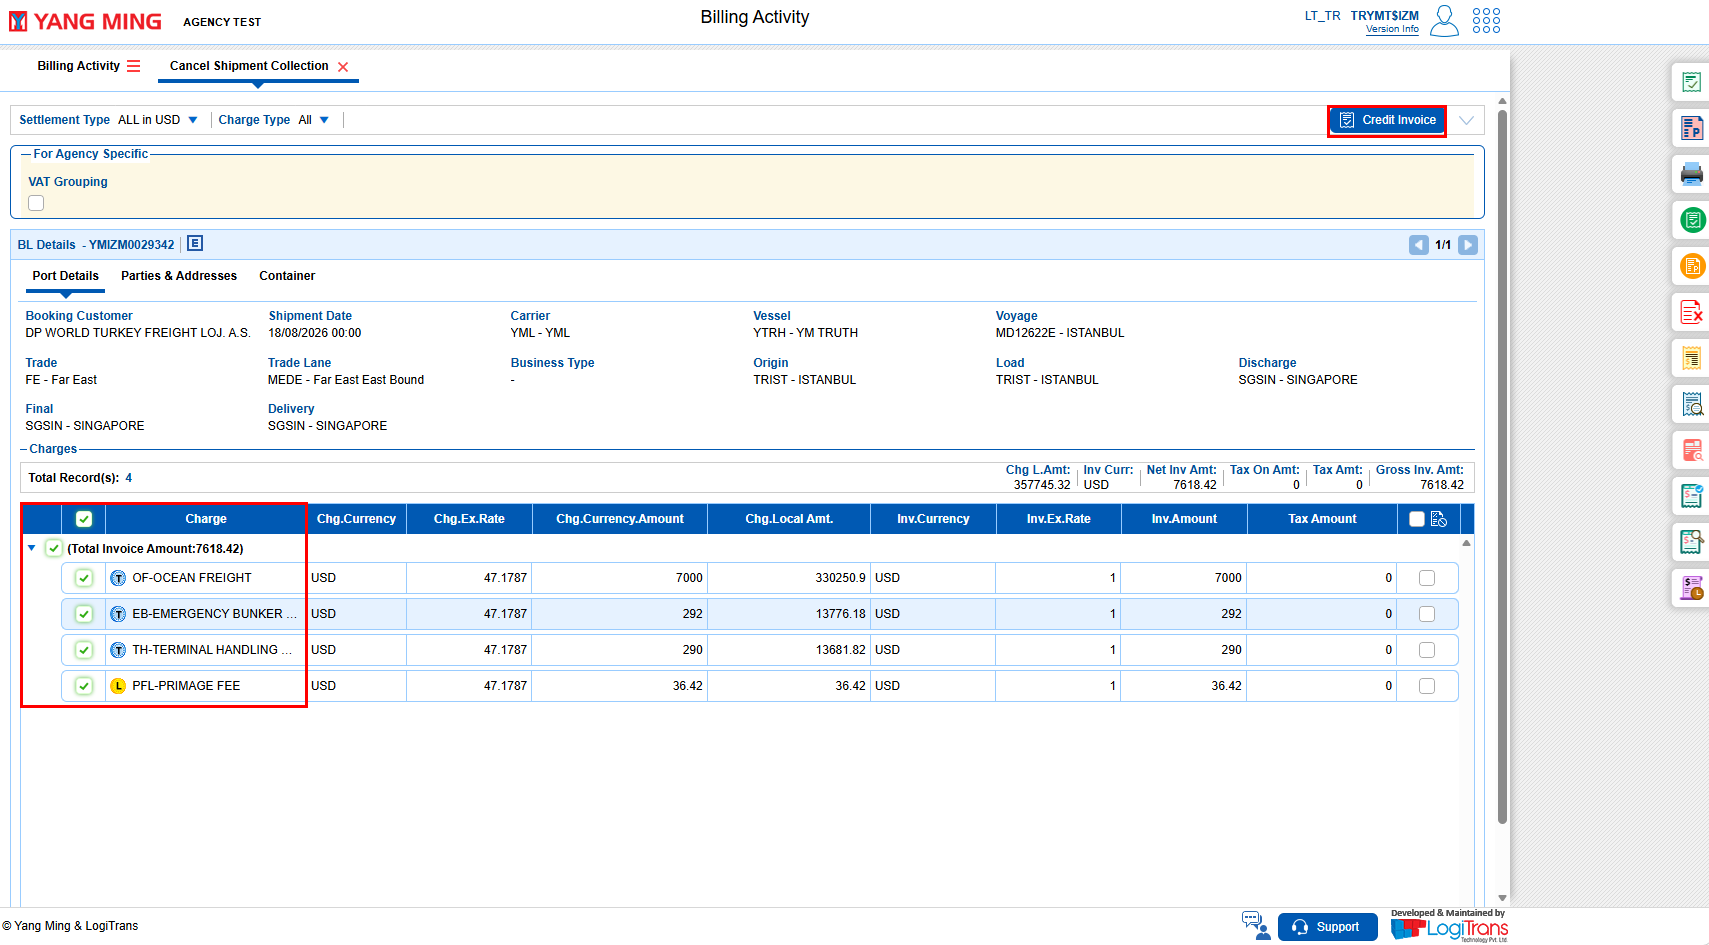 YANG MING AGENCY TEST Billing Activity LT_TR TRYMT$IZM
Version Info
Billing Activity Cancel Shipment Collection
Settlement Type ALL in USD Charge Type All Credit Invoice
For Agency Specific
VAT Grouping
BL Details - YMIZM0029342 E 1/1
Port Details Parties & Addresses Container
Booking Customer Shipment Date Carrier Vessel Voyage
DP WORLD TURKEY FREIGHT LOJ. A.S. 18/08/2026 00:00 YML - YML YTRH - YM TRUTH MD12622E - ISTANBUL
Trade Trade Lane Business Type Origin Load Discharge
FE - Far East MEDE - Far East East Bound - TRIST - ISTANBUL TRIST - ISTANBUL SGSIN - SINGAPORE
Final Delivery
SGSIN - SINGAPORE SGSIN - SINGAPORE
Charges
Total Record(s): 4 Chg L.Amt: Inv Curr: Net Inv Amt: Tax On Amt: Tax Amt: Gross Inv. Amt:
357745.32 USD 7618.42 0 0 7618.42
Charge Chg.Currency Chg.Ex.Rate Chg.Currency.Amount Chg.Local Amt. Inv.Currency Inv.Ex.Rate Inv.Amount Tax Amount
(Total Invoice Amount:7618.42)
T OF-OCEAN FREIGHT USD 47.1787 7000 330250.9 USD 1 7000 0
T EB-EMERGENCY BUNKER ... USD 47.1787 292 13776.18 USD 1 292 0
T TH-TERMINAL HANDLING ... USD 47.1787 290 13681.82 USD 1 290 0
L PFL-PRIMAGE FEE USD 47.1787 36.42 36.42 USD 1 36.42 0
© Yang Ming & LogiTrans Support Developed & Maintained by
LogiTrans
Technology Pvt. Ltd.